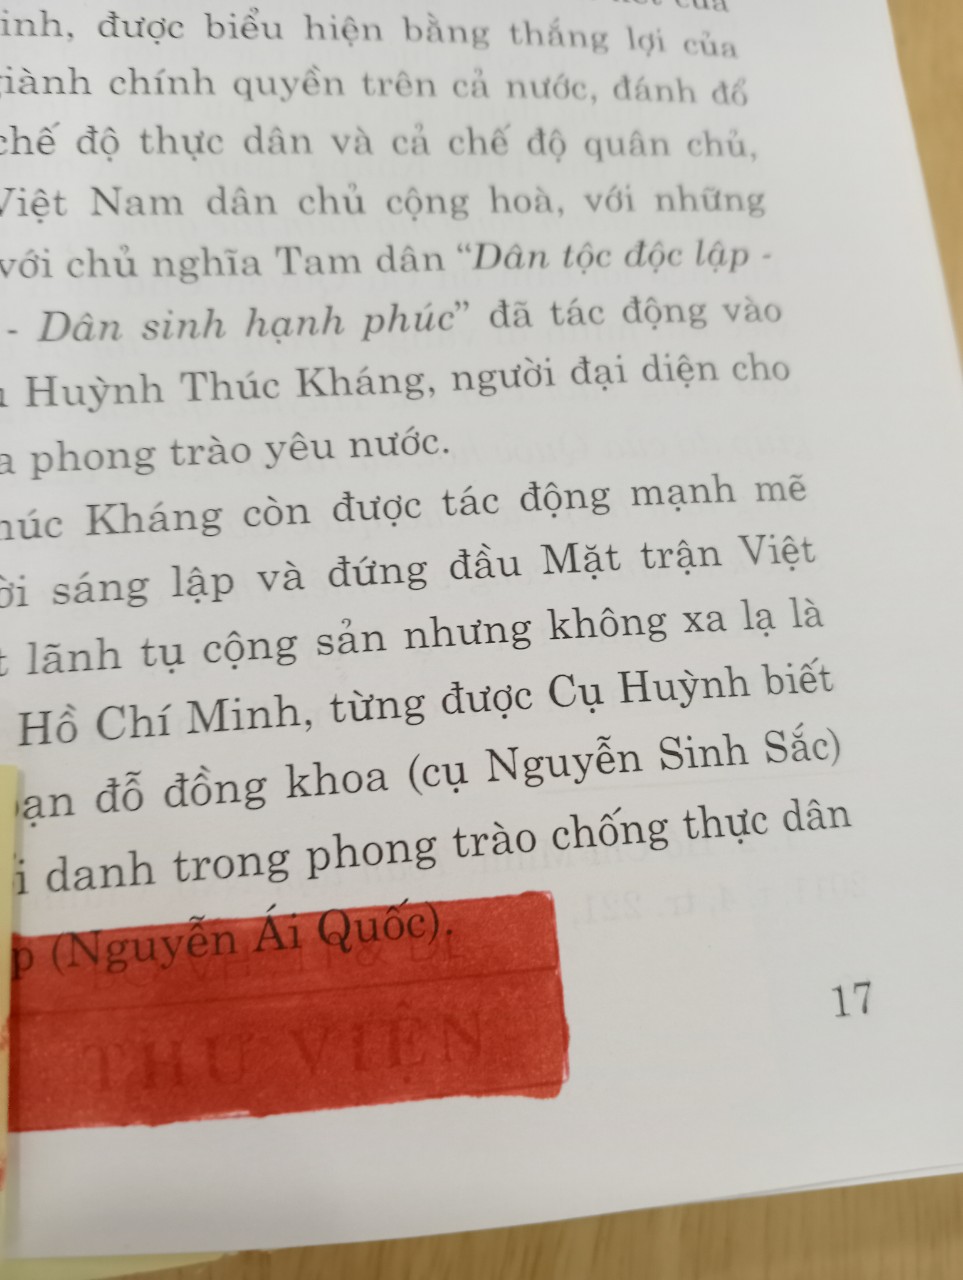 inh, được biểu hiện bằng thắng lợi của
giành chính quyền trên cả nước, đánh đổ
chế độ thực dân và cả chế độ quân chủ,
Việt Nam dân chủ cộng hoà, với những
với chủ nghĩa Tam dân “Dân tộc độc lập -
- Dân sinh hạnh phúc” đã tác động vào
Huỳnh Thúc Kháng, người đại diện cho
a phong trào yêu nước.
húc Kháng còn được tác động mạnh mẽ
ời sáng lập và đứng đầu Mặt trận Việt
t lãnh tụ cộng sản nhưng không xa lạ là
Hồ Chí Minh, từng được Cụ Huỳnh biết
bạn đỗ đồng khoa (cụ Nguyễn Sinh Sắc)
i danh trong phong trào chống thực dân
p (Nguyễn Ái Quốc).
THƯ VIỆN
17